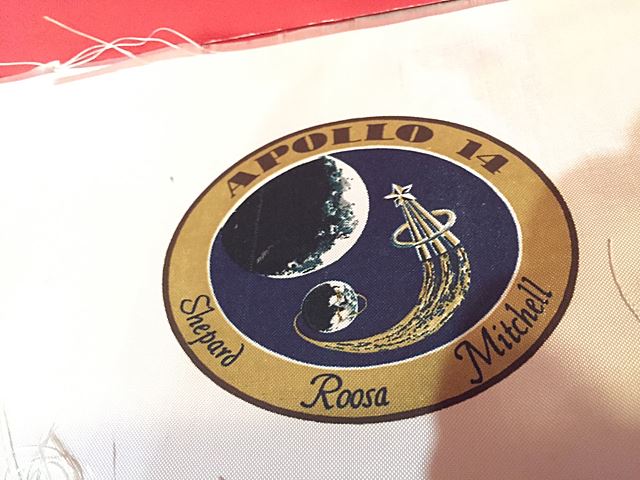 APOLLO 14
Shepard
Roosa
Mitchell